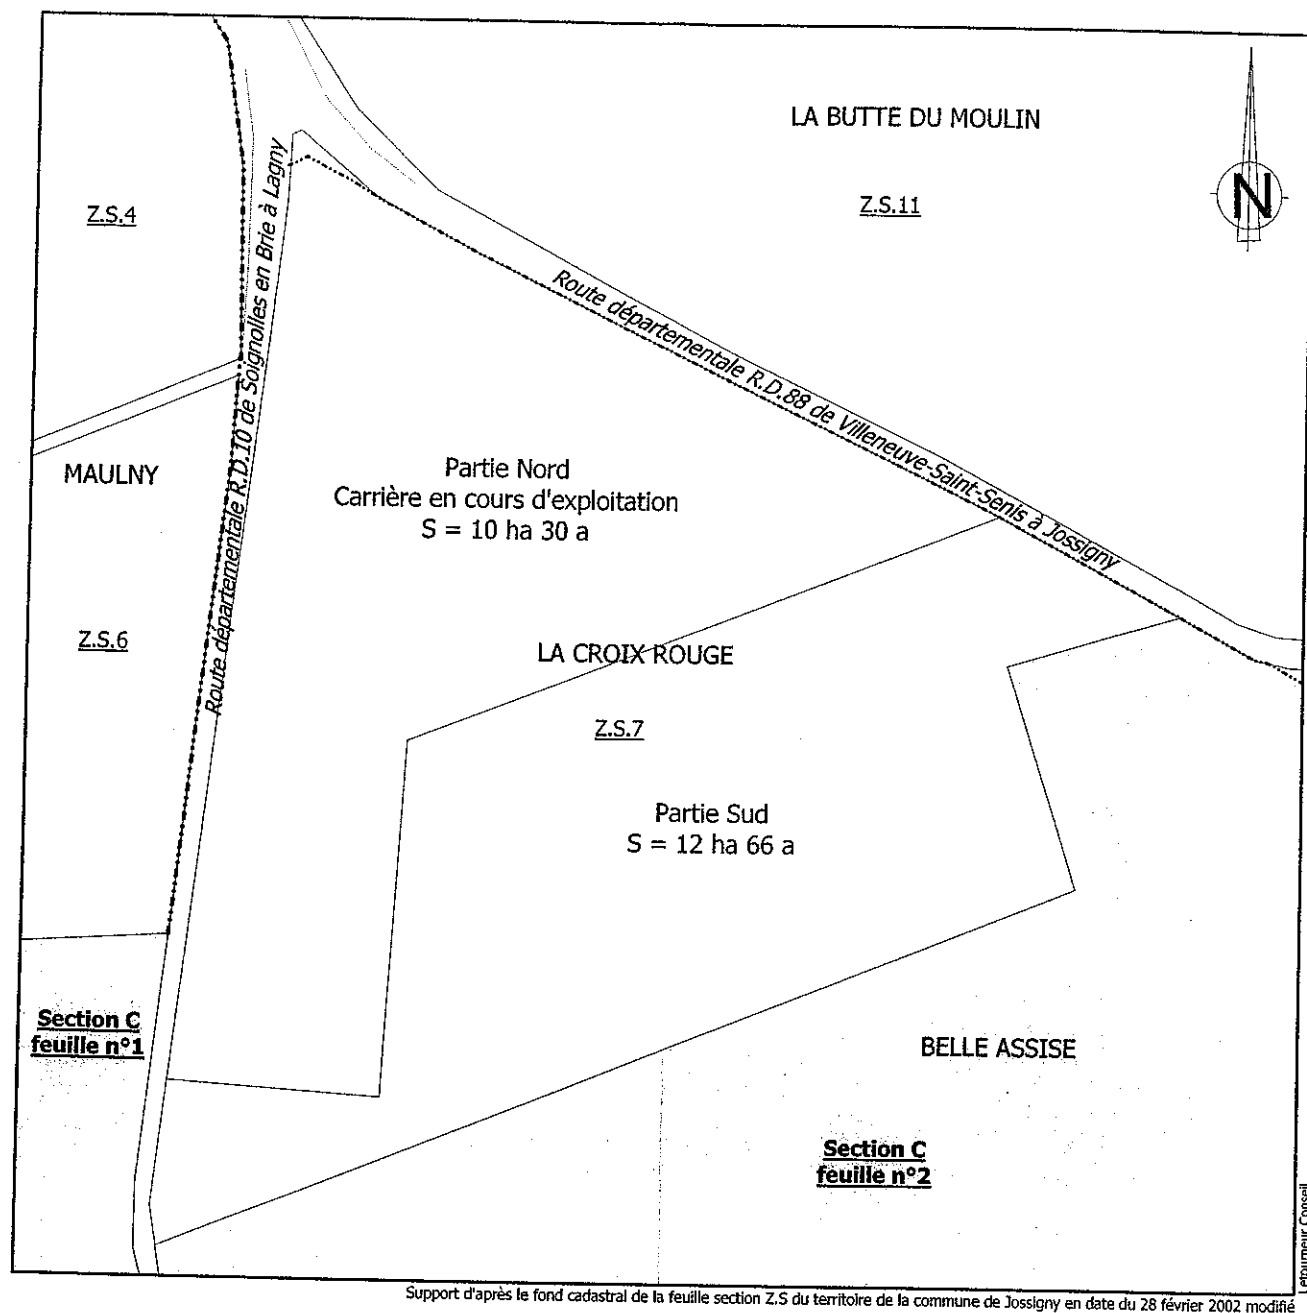 LA BUTTE DU MOULIN
N
Z.S.4
Z.S.11
Route départementale R.D.10 de Soignolles en Brie à Lagny
Route départementale R.D.88 de Villeneuve-Saint-Senis à Jossigny
MAULNY
Partie Nord
Carrière en cours d'exploitation
S = 10 ha 30 a
Z.S.6
LA CROIX ROUGE
Z.S.7
Partie Sud
S = 12 ha 66 a
Section C
feuille n°1
BELLE ASSISE
Section C
feuille n°2
Letourneur Conseil
Support d'après le fond cadastral de la feuille section Z.S du territoire de la commune de Jossigny en date du 28 février 2002 modifié